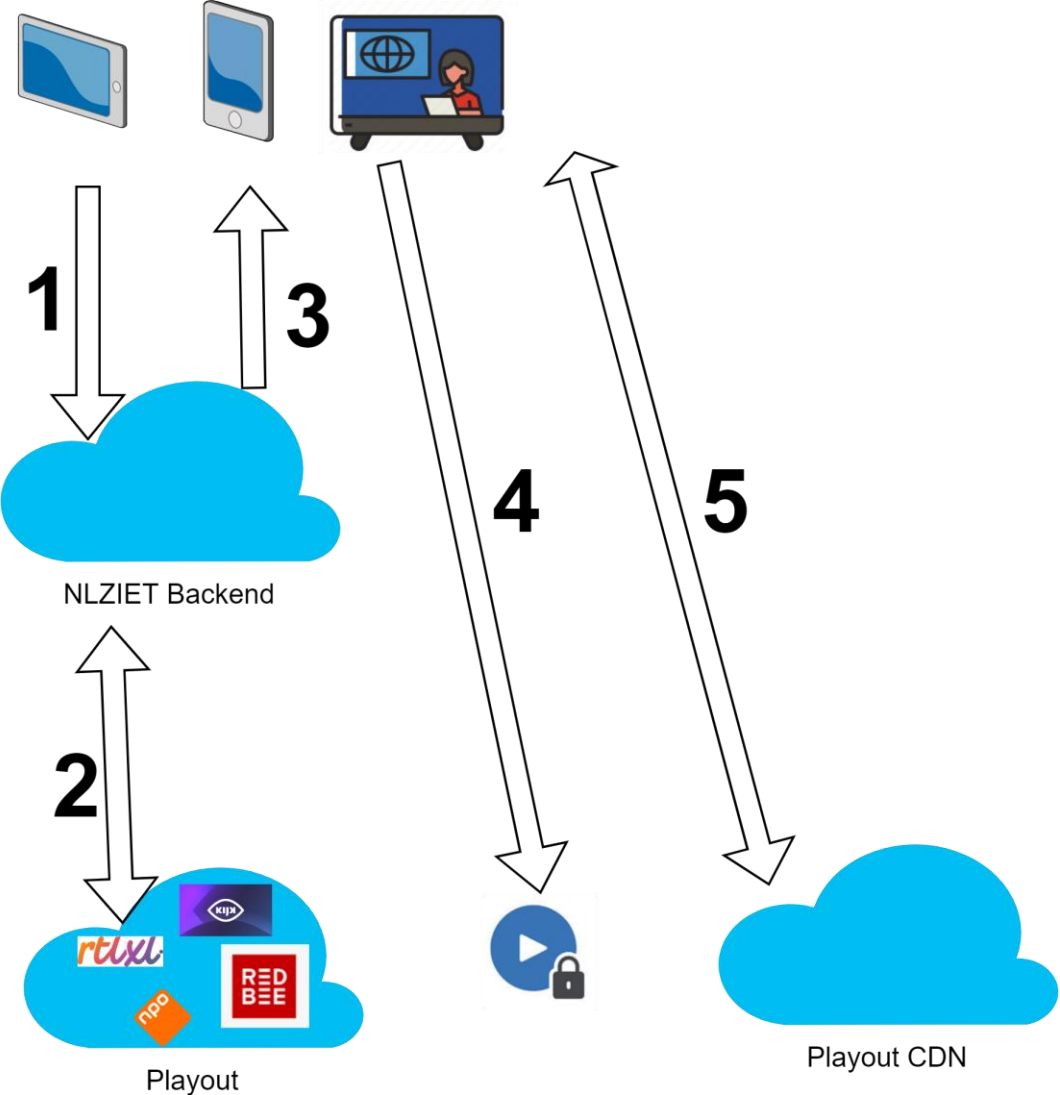 1
3
4
5
NLZIET Backend
2
KIJK
rtlxl
RED
BEE
npo
Playout
Playout CDN